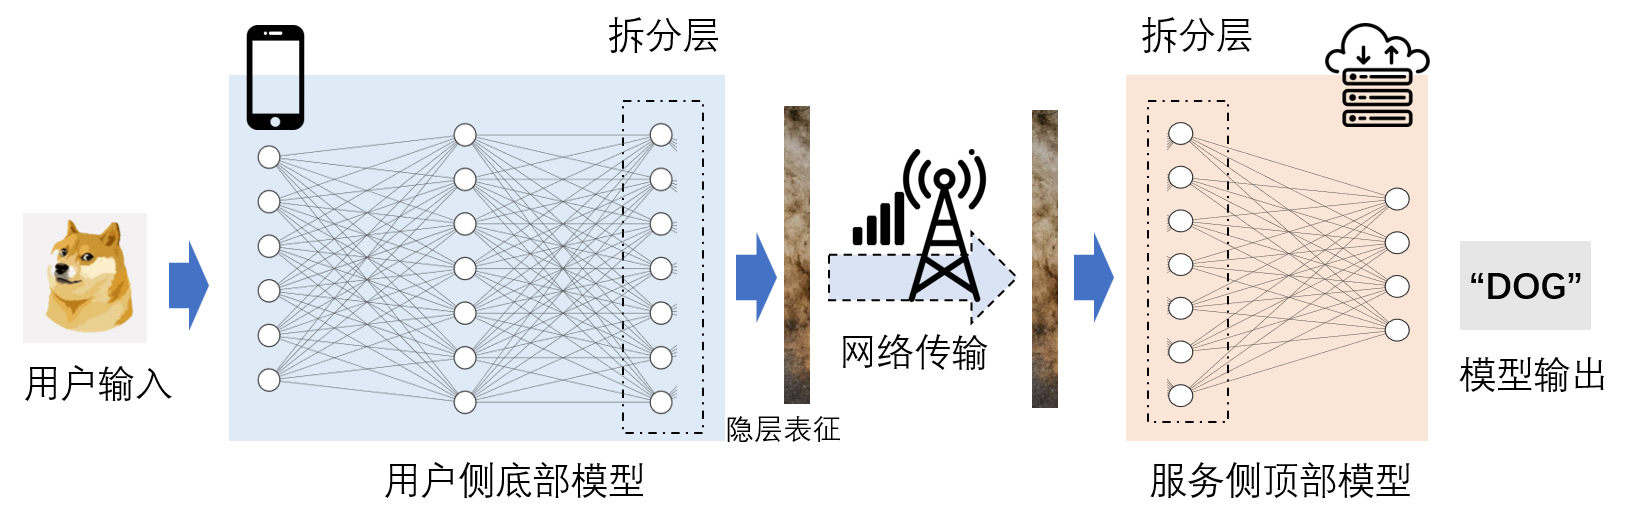 拆分层
拆分层
用户输入
网络传输
“DOG”
模型输出
隐层表征
用户侧底部模型
服务侧顶部模型